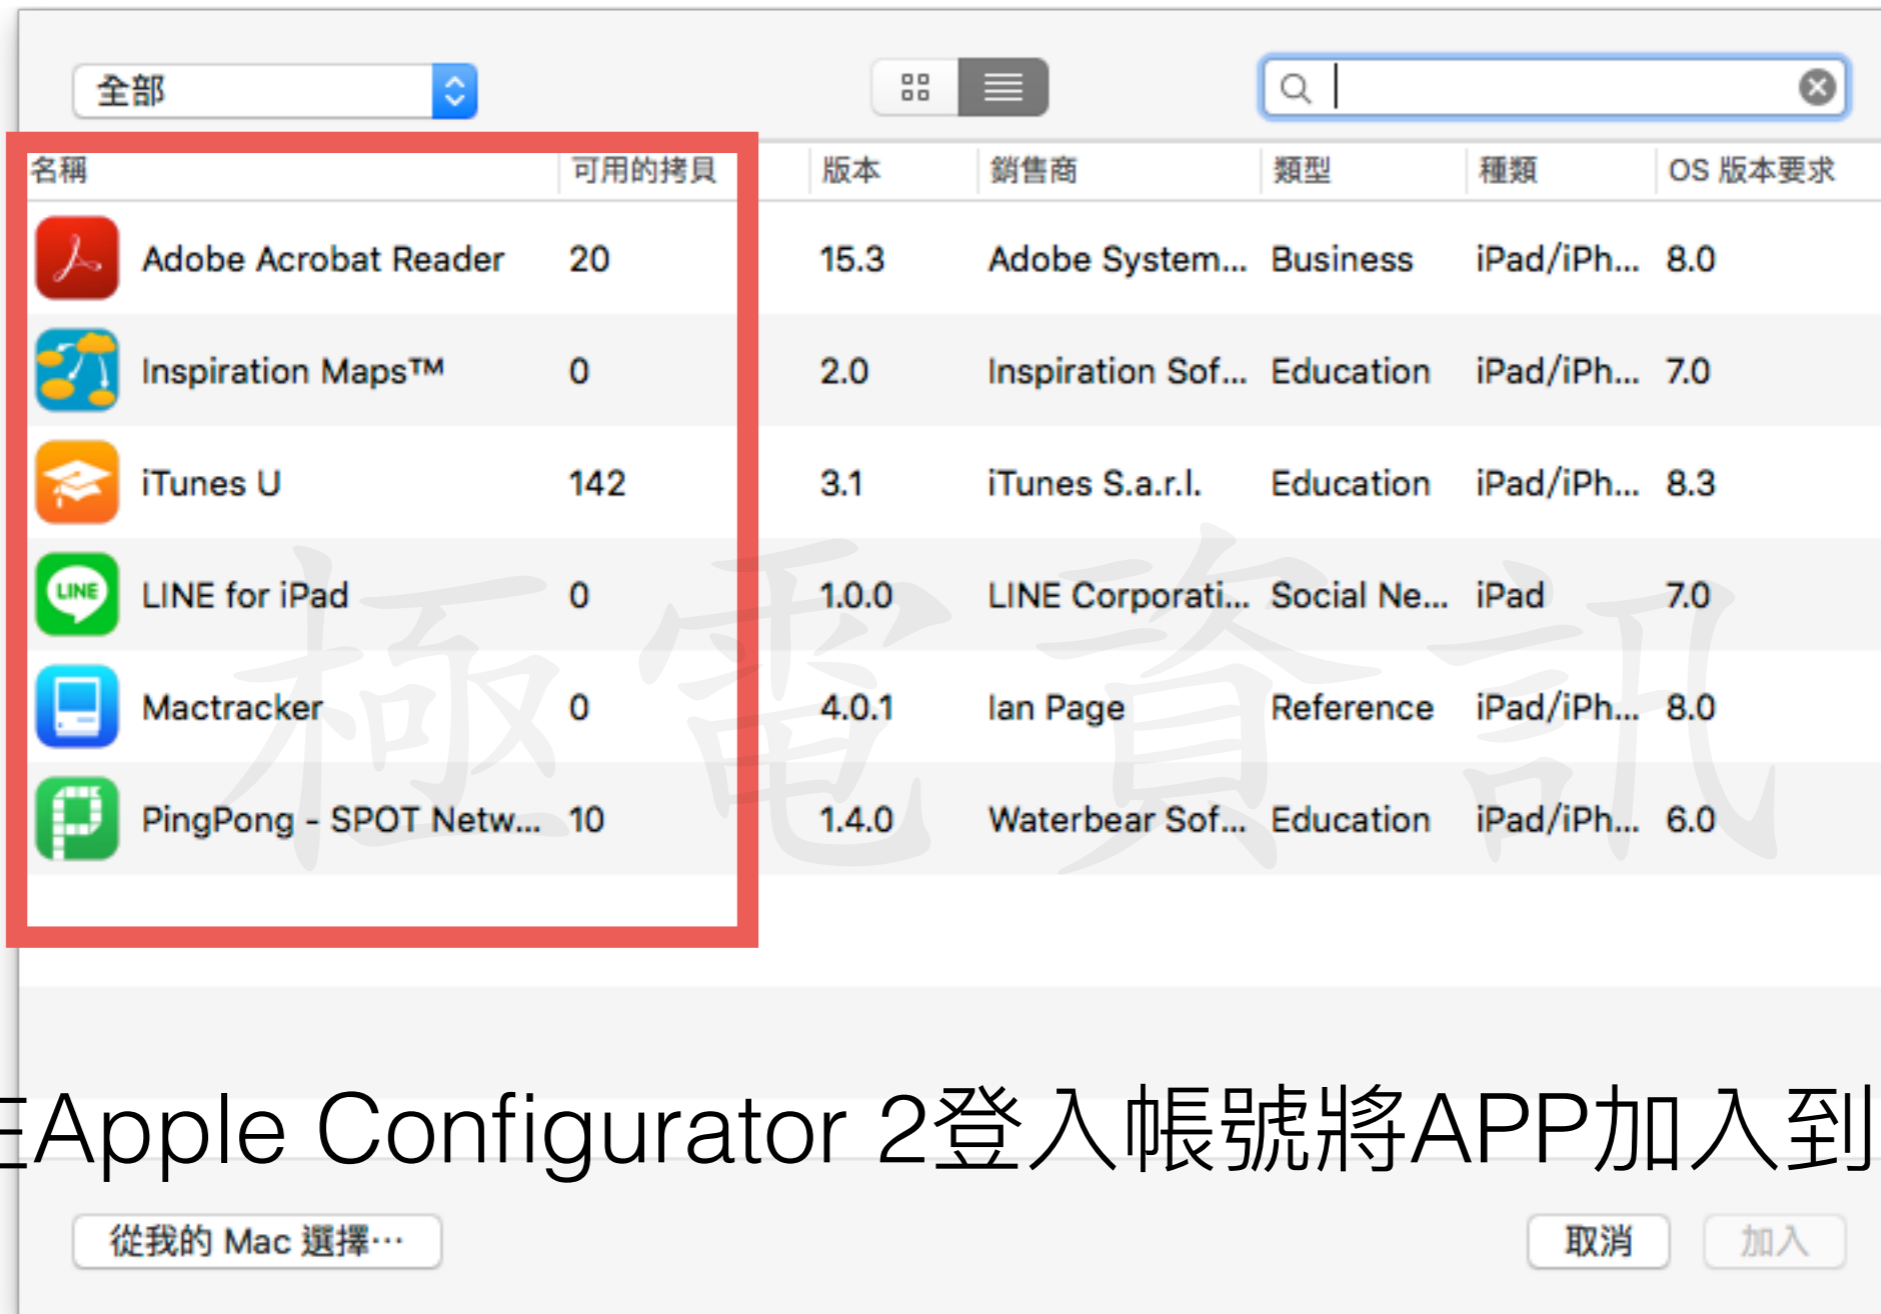 全部
名稱 可用的拷貝 版本 銷售商 類型 種類 OS 版本要求
Adobe Acrobat Reader 20 15.3 Adobe System... Business iPad/iPh... 8.0
Inspiration Maps™ 0 2.0 Inspiration Sof... Education iPad/iPh... 7.0
iTunes U 142 3.1 iTunes S.a.r.l. Education iPad/iPh... 8.3
LINE
LINE for iPad 0 1.0.0 LINE Corporati... Social Ne... iPad 7.0
Mactracker 0 4.0.1 Ian Page Reference iPad/iPh... 8.0
PingPong - SPOT Netw... 10 1.4.0 Waterbear Sof... Education iPad/iPh... 6.0
極電資訊
Apple Configurator 2登入帳號將APP加入到
從我的 Mac 選擇⋯ 取消 加入